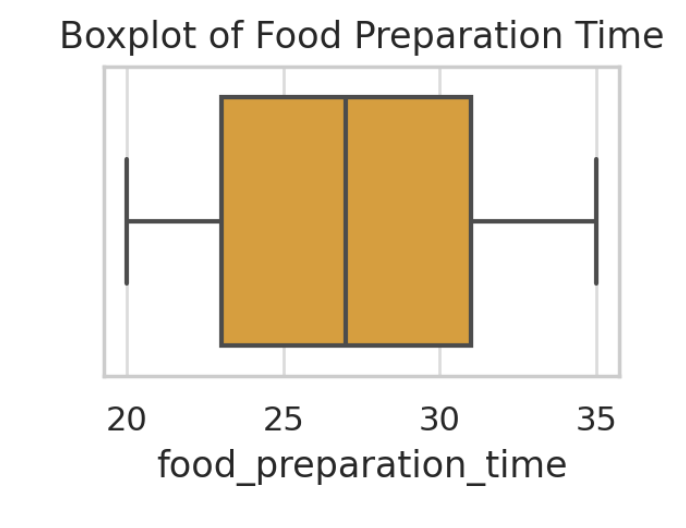 Boxplot of Food Preparation Time
20 25 30 35
food_preparation_time